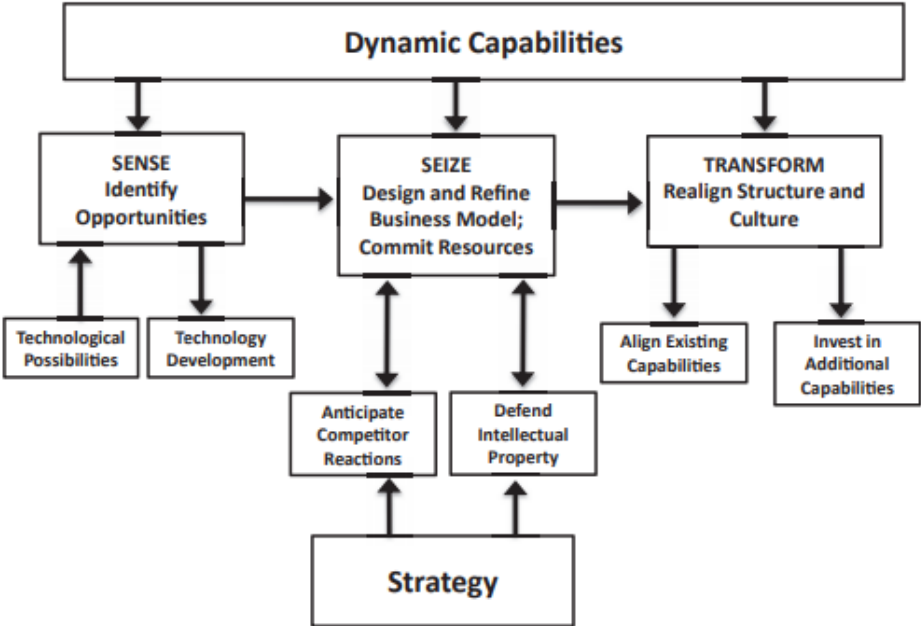 Dynamic Capabilities
SENSE
Identify
Opportunities
SEIZE
Design and Refine
Business Model;
Commit Resources
TRANSFORM
Realign Structure and
Culture
Technological
Possibilities
Technology
Development
Align Existing
Capabilities
Invest in
Additional
Capabilities
Anticipate
Competitor
Reactions
Defend
Intellectual
Property
Strategy